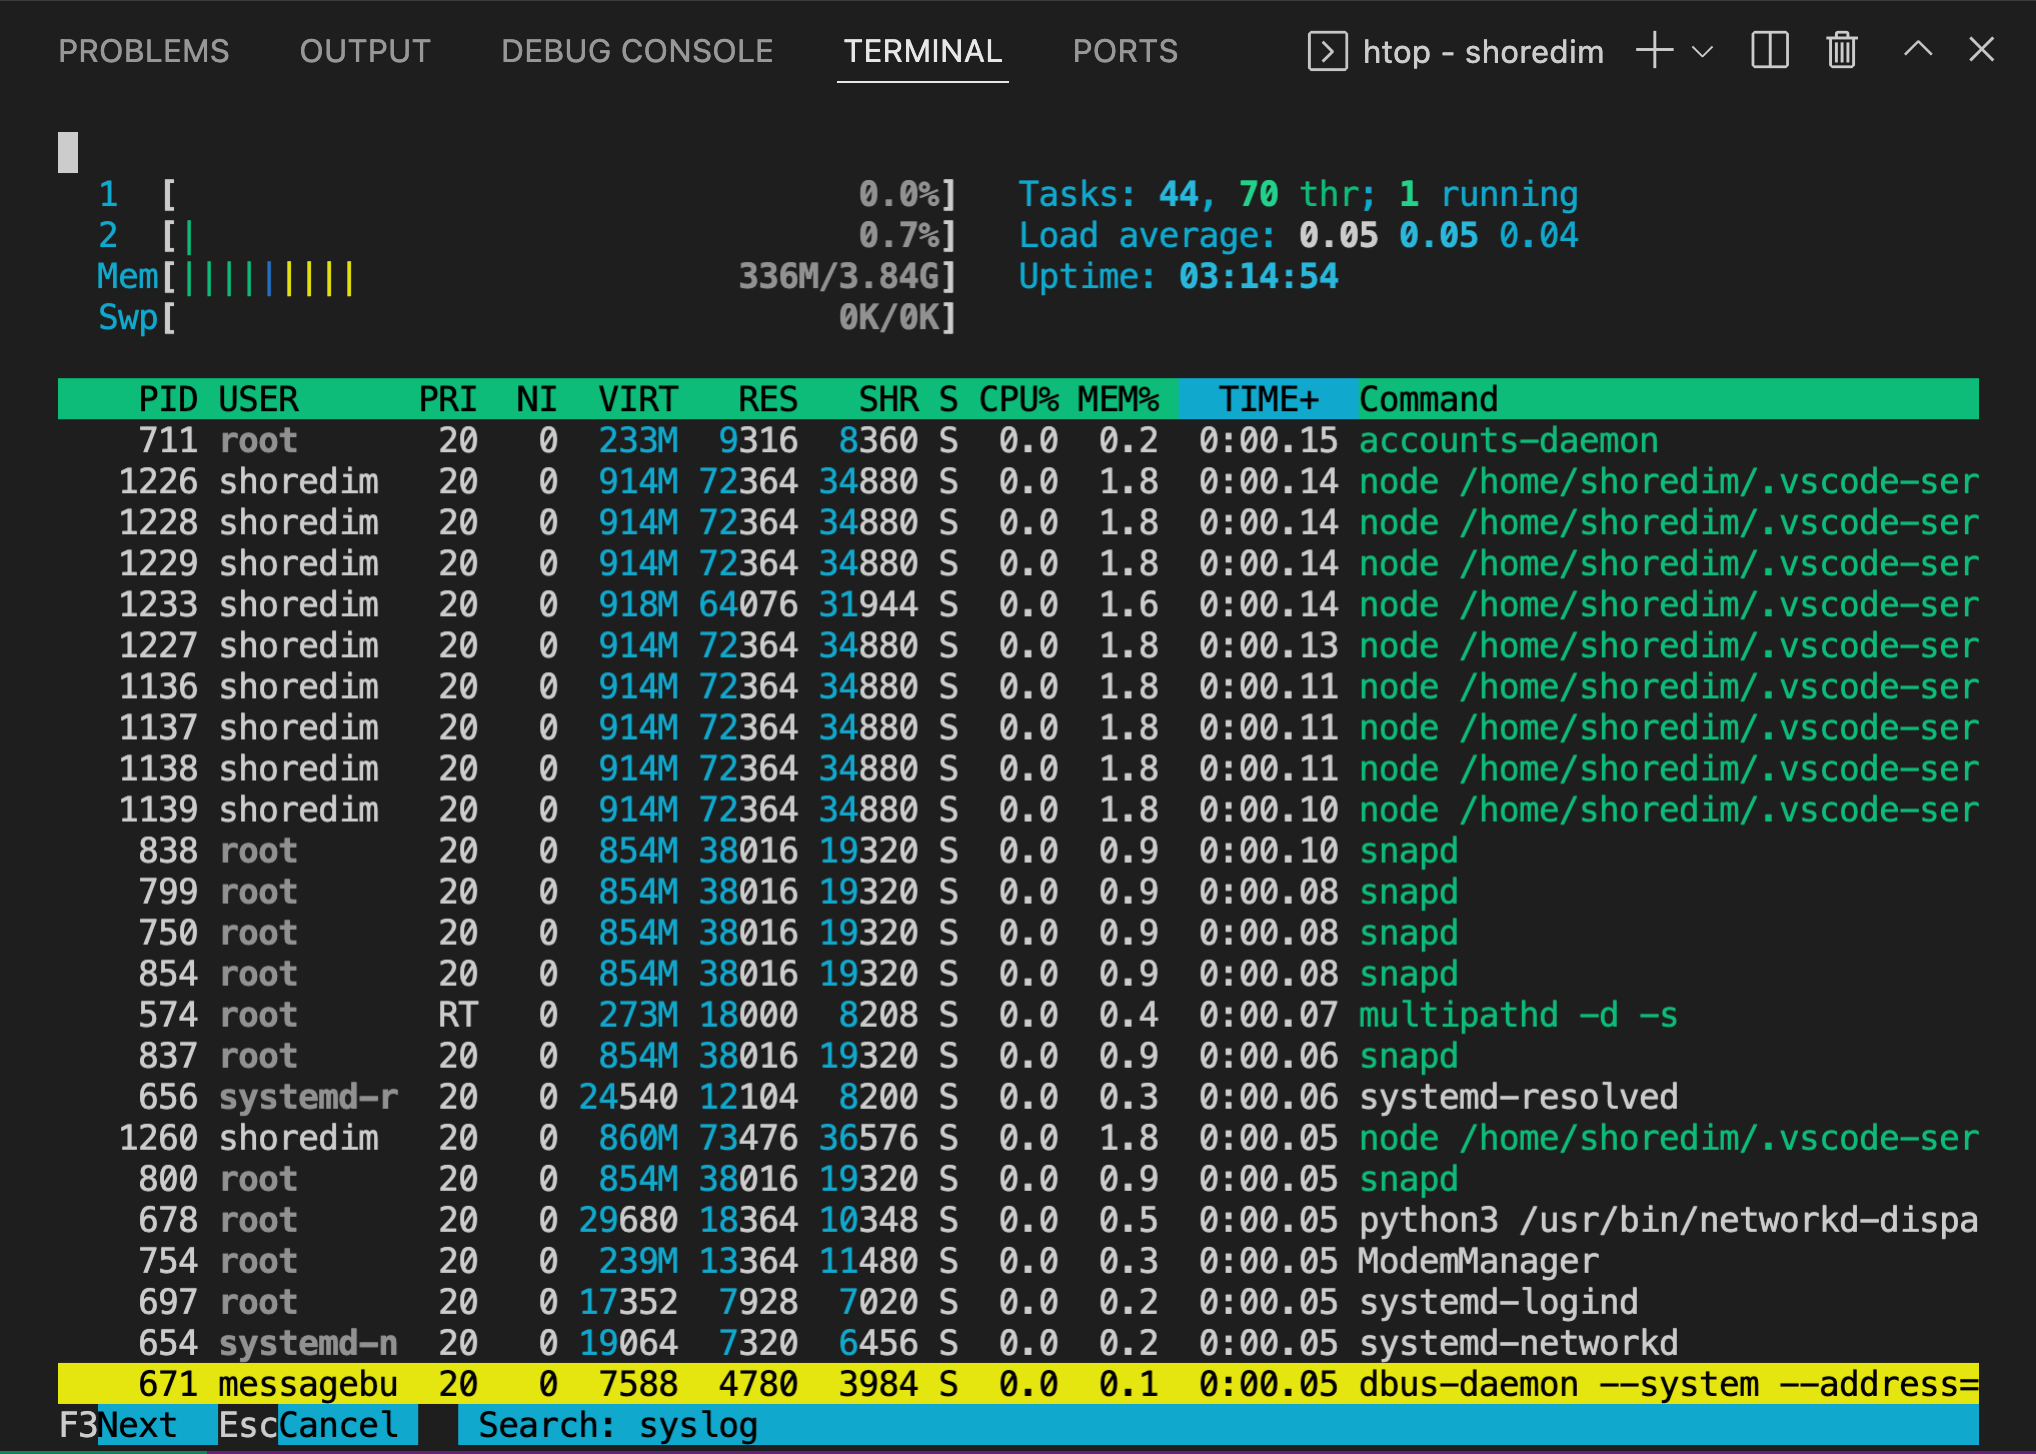 PROBLEMS OUTPUT DEBUG CONSOLE TERMINAL PORTS htop - shoredim
1 [ 0.0%] Tasks: 44, 70 thr; 1 running
2 [| 0.7%] Load average: 0.05 0.05 0.04
Mem[||||||||| 336M/3.84G] Uptime: 03:14:54
Swp[ 0K/0K]
PID USER PRI NI VIRT RES SHR S CPU% MEM% TIME+ Command
711 root 20 0 233M 9316 8360 S 0.0 0.2 0:00.15 accounts-daemon
1226 shoredim 20 0 914M 72364 34880 S 0.0 1.8 0:00.14 node /home/shoredim/.vscode-ser
1228 shoredim 20 0 914M 72364 34880 S 0.0 1.8 0:00.14 node /home/shoredim/.vscode-ser
1229 shoredim 20 0 914M 72364 34880 S 0.0 1.8 0:00.14 node /home/shoredim/.vscode-ser
1233 shoredim 20 0 918M 64076 31944 S 0.0 1.6 0:00.14 node /home/shoredim/.vscode-ser
1227 shoredim 20 0 914M 72364 34880 S 0.0 1.8 0:00.13 node /home/shoredim/.vscode-ser
1136 shoredim 20 0 914M 72364 34880 S 0.0 1.8 0:00.11 node /home/shoredim/.vscode-ser
1137 shoredim 20 0 914M 72364 34880 S 0.0 1.8 0:00.11 node /home/shoredim/.vscode-ser
1138 shoredim 20 0 914M 72364 34880 S 0.0 1.8 0:00.11 node /home/shoredim/.vscode-ser
1139 shoredim 20 0 914M 72364 34880 S 0.0 1.8 0:00.10 node /home/shoredim/.vscode-ser
838 root 20 0 854M 38016 19320 S 0.0 0.9 0:00.10 snapd
799 root 20 0 854M 38016 19320 S 0.0 0.9 0:00.08 snapd
750 root 20 0 854M 38016 19320 S 0.0 0.9 0:00.08 snapd
854 root 20 0 854M 38016 19320 S 0.0 0.9 0:00.08 snapd
574 root RT 0 273M 18000 8208 S 0.0 0.4 0:00.07 multipathd -d -s
837 root 20 0 854M 38016 19320 S 0.0 0.9 0:00.06 snapd
656 systemd-r 20 0 24540 12104 8200 S 0.0 0.3 0:00.06 systemd-resolved
1260 shoredim 20 0 860M 73476 36576 S 0.0 1.8 0:00.05 node /home/shoredim/.vscode-ser
800 root 20 0 854M 38016 19320 S 0.0 0.9 0:00.05 snapd
678 root 20 0 29680 18364 10348 S 0.0 0.5 0:00.05 python3 /usr/bin/networkd-dispa
754 root 20 0 239M 13364 11480 S 0.0 0.3 0:00.05 ModemManager
697 root 20 0 17352 7928 7020 S 0.0 0.2 0:00.05 systemd-logind
654 systemd-n 20 0 19064 7320 6456 S 0.0 0.2 0:00.05 systemd-networkd
671 messagebu 20 0 7588 4780 3984 S 0.0 0.1 0:00.05 dbus-daemon --system --address=
F3Next EscCancel Search: syslog